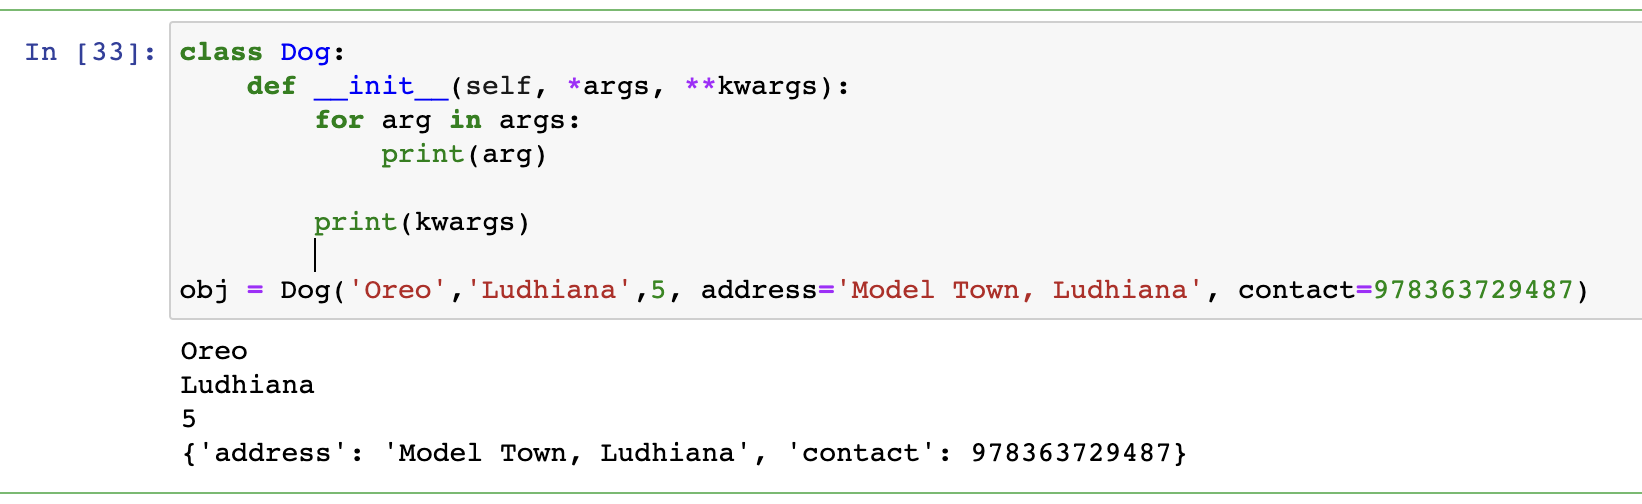 In [33]: class Dog:
    def __init__(self, *args, **kwargs):
        for arg in args:
            print(arg)
        print(kwargs)
obj = Dog('Oreo','Ludhiana',5, address='Model Town, Ludhiana', contact=978363729487)
Oreo
Ludhiana
5
{'address': 'Model Town, Ludhiana', 'contact': 978363729487}